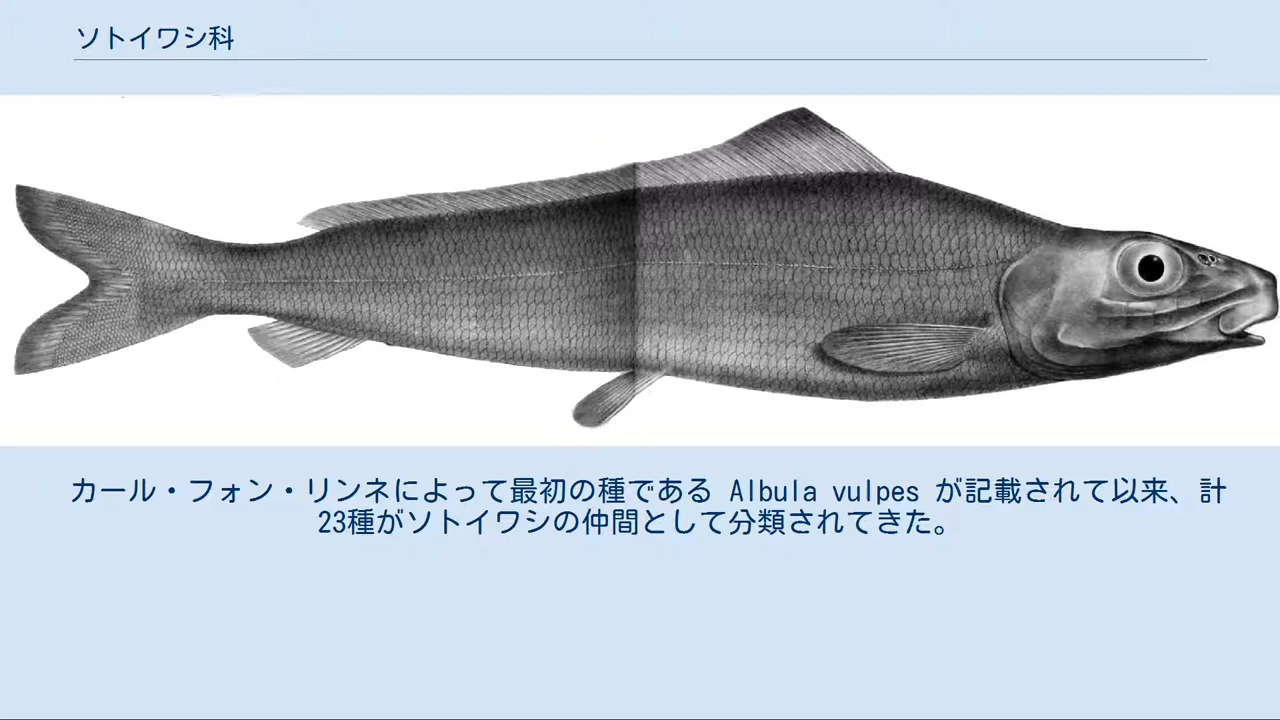 ソトイワシ科
カール・フォン・リンネによって最初の種である Albula vulpes が記載されて以来、計
23種がソトイワシの仲間として分類されてきた。